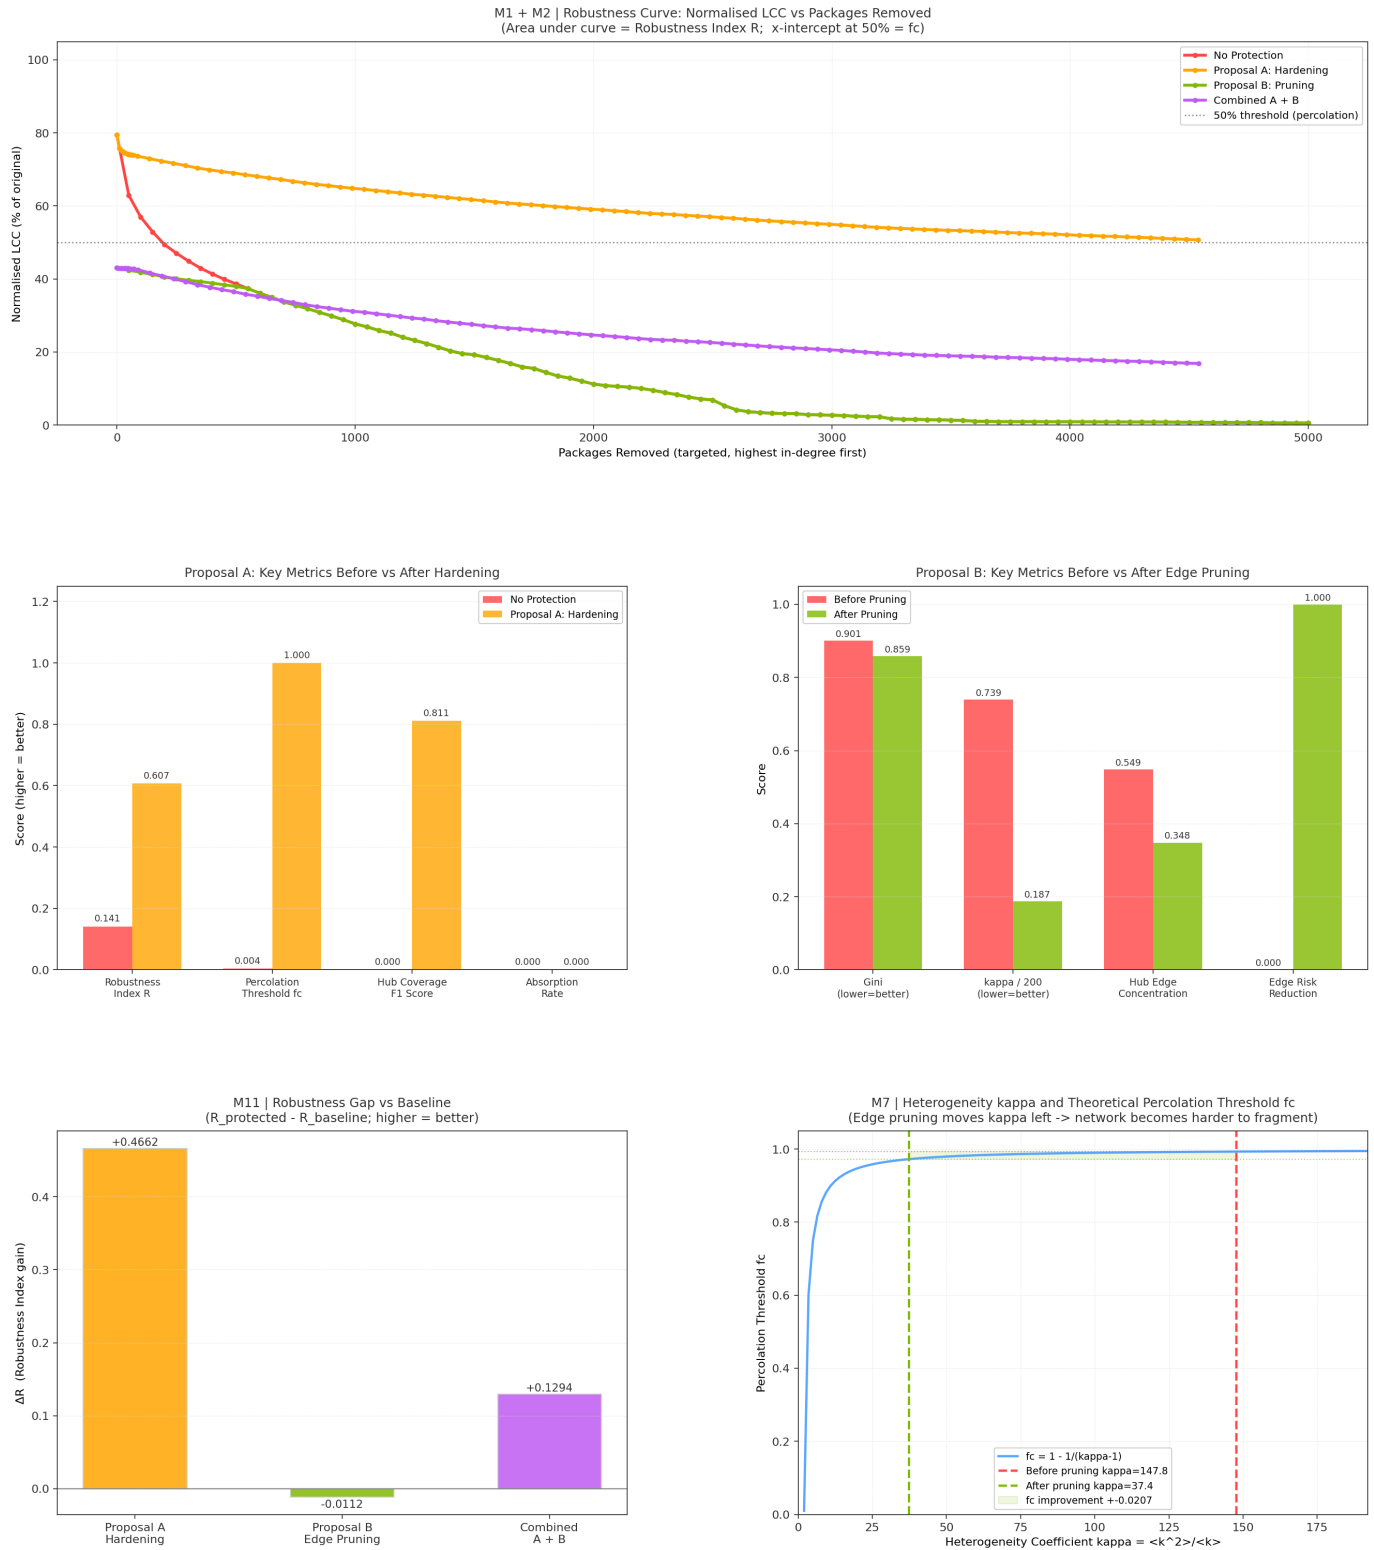 M1 + M2 | Robustness Curve: Normalised LCC vs Packages Removed
(Area under curve = Robustness Index R;  x-intercept at 50% = fc)
No Protection
Proposal A: Hardening
Proposal B: Pruning
Combined A + B
50% threshold (percolation)
Normalised LCC (% of original)
100
80
60
40
20
0
0
1000
2000
3000
4000
5000
Packages Removed (targeted, highest in-degree first)
Proposal A: Key Metrics Before vs After Hardening
No Protection
Proposal A: Hardening
Score (higher = better)
1.2
1.0
0.8
0.6
0.4
0.2
0.0
0.141
0.607
0.004
1.000
0.000
0.811
0.000
0.000
Robustness
Index R
Percolation
Threshold fc
Hub Coverage
F1 Score
Absorption
Rate
Proposal B: Key Metrics Before vs After Edge Pruning
Before Pruning
After Pruning
Score
1.0
0.8
0.6
0.4
0.2
0.0
0.901
0.859
0.739
0.187
0.549
0.348
0.000
1.000
Gini
(lower=better)
kappa / 200
(lower=better)
Hub Edge
Concentration
Edge Risk
Reduction
M11 | Robustness Gap vs Baseline
(R_protected - R_baseline; higher = better)
ΔR  (Robustness Index gain)
0.4
0.3
0.2
0.1
0.0
+0.4662
-0.0112
+0.1294
Proposal A
Hardening
Proposal B
Edge Pruning
Combined
A + B
M7 | Heterogeneity kappa and Theoretical Percolation Threshold fc
(Edge pruning moves kappa left -> network becomes harder to fragment)
Percolation Threshold fc
1.0
0.8
0.6
0.4
0.2
0.0
fc = 1 - 1/(kappa-1)
Before pruning kappa=147.8
After pruning kappa=37.4
fc improvement +-0.0207
0
25
50
75
100
125
150
175
Heterogeneity Coefficient kappa = <k^2>/<k>